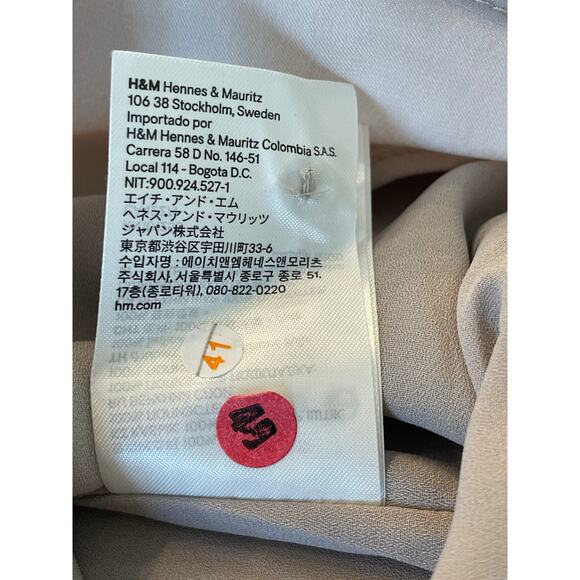 H&M Hennes & Mauritz
106 38 Stockholm, Sweden
Importado por
H&M Hennes & Mauritz Colombia S.A.S.
Carrera 58 D No. 146-51
Local 114 - Bogota D.C.
NIT:900.924.527-1
エイチ・アンド・エム
ヘネス・アンド・マウリッツ
ジャパン株式会社
東京都渋谷区宇田川町33-6
수입자명 : 에이치앤엠헤네스앤모리츠
주식회사, 서울특별시 종로구 종로 51.
17층(종로타워), 080-822-0220
hm.com
41